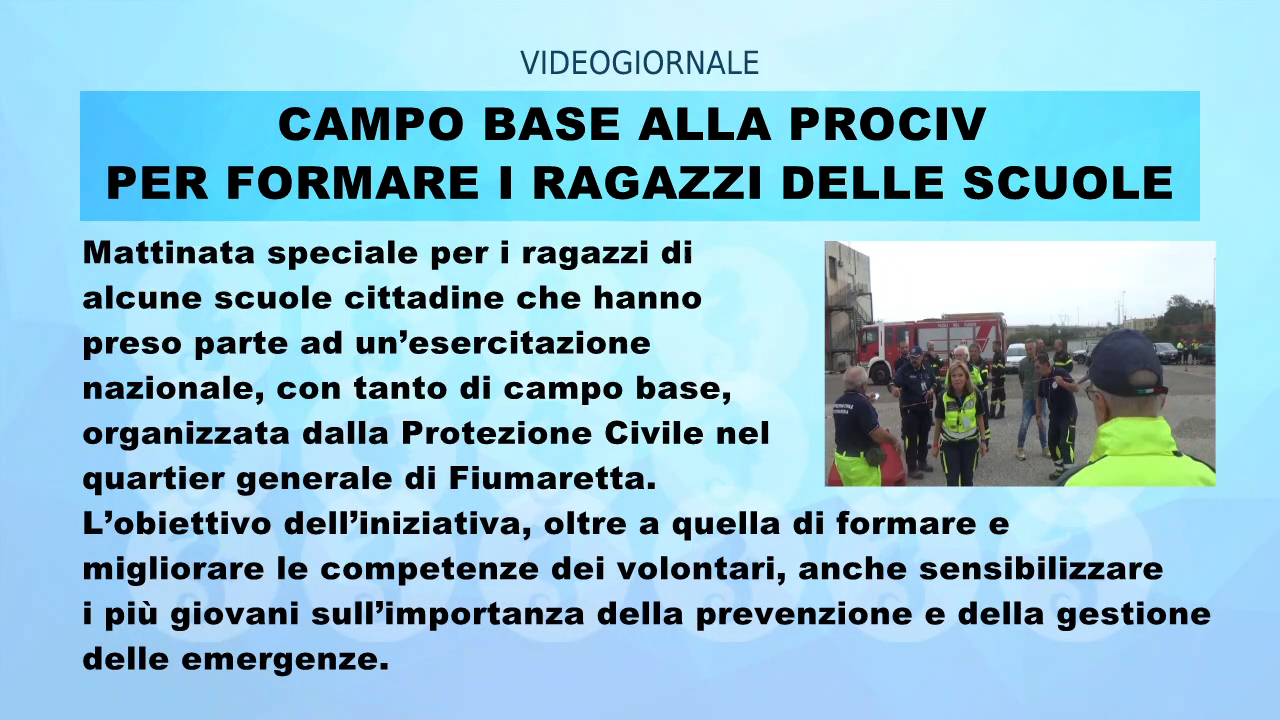 VIDEOGIORNALE
CAMPO BASE ALLA PROCIV
PER FORMARE I RAGAZZI DELLE SCUOLE
Mattinata speciale per i ragazzi di
alcune scuole cittadine che hanno
preso parte ad un’esercitazione
nazionale, con tanto di campo base,
organizzata dalla Protezione Civile nel
quartier generale di Fiumaretta.
L’obiettivo dell’iniziativa, oltre a quella di formare e
migliorare le competenze dei volontari, anche sensibilizzare
i più giovani sull’importanza della prevenzione e della gestione
delle emergenze.
VIGILI DEL FUOCO